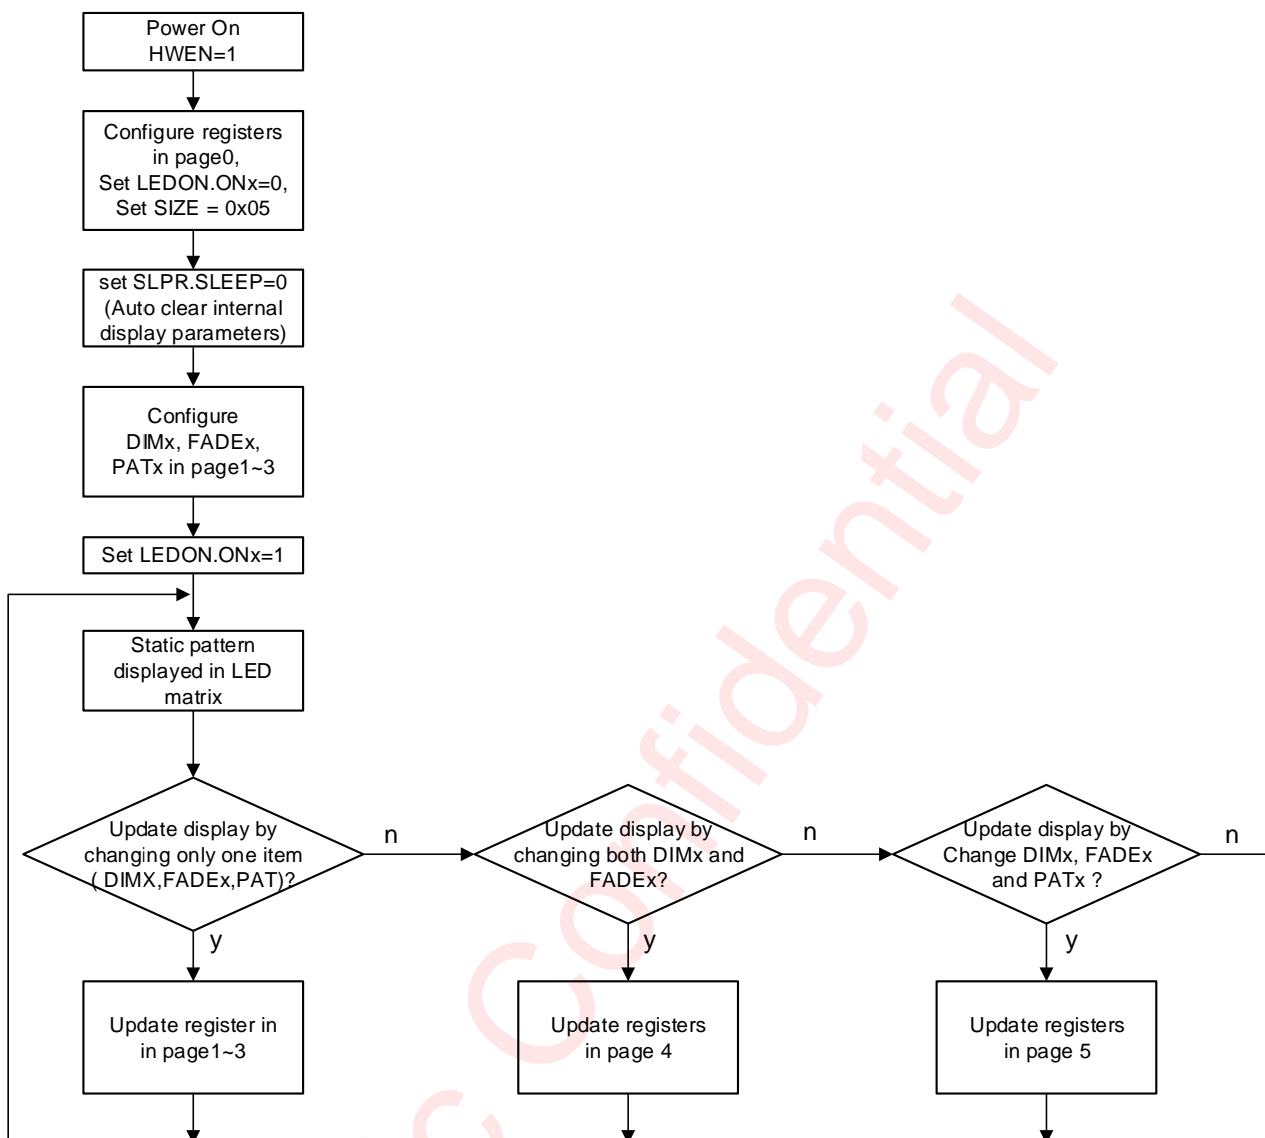 Power On
HWEN=1
Configure registers
in page0,
Set LEDON.ONx=0,
Set SIZE = 0x05
set SLPR.SLEEP=0
(Auto clear internal
display parameters)
Configure
DIMx, FADEx,
PATx in page1~3
Set LEDON.ONx=1
Static pattern
displayed in LED
matrix
Update display by
changing only one item
( DIMX,FADEx,PAT)?
n
Update display by
changing both DIMx and
FADEx?
n
Update display by
Change DIMx, FADEx
and PATx ?
n
y
y
y
Update register in
in page1~3
Update registers
in page 4
Update registers
in page 5
c Confidential